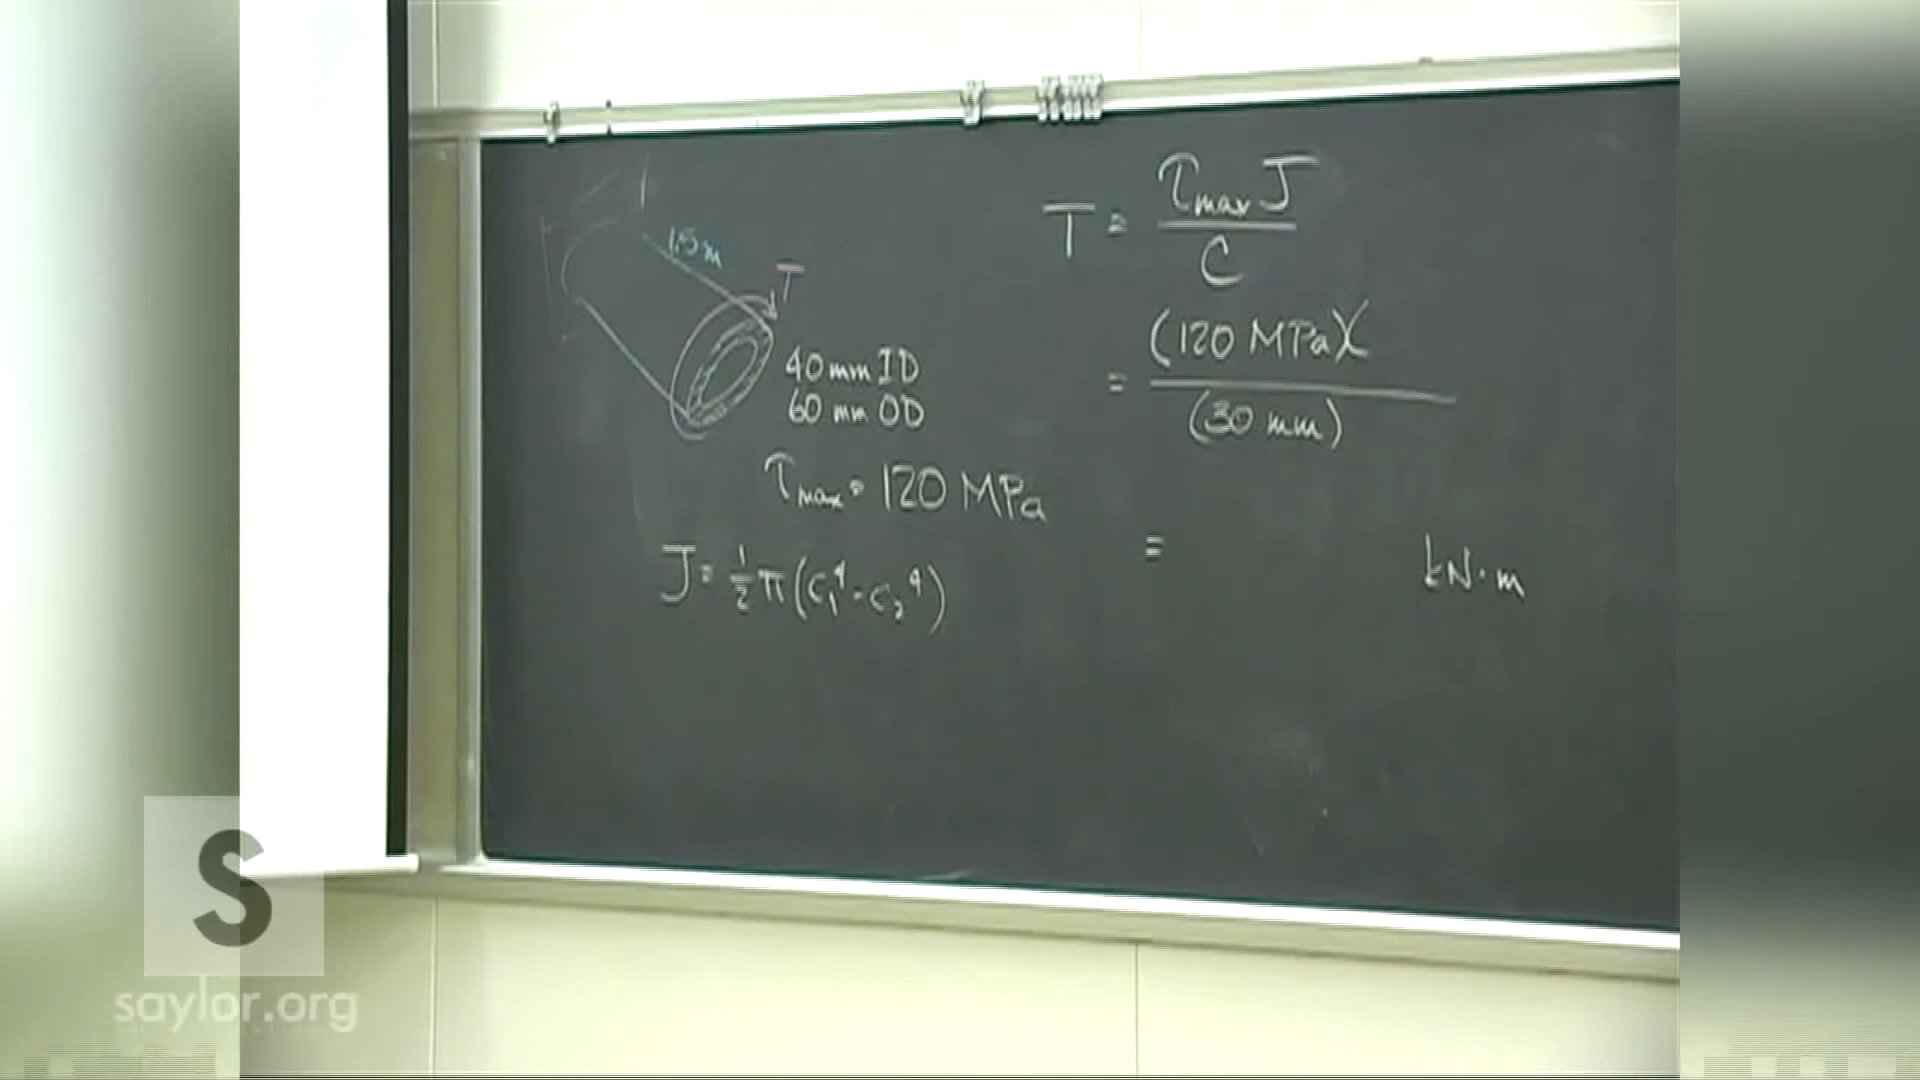 1.5 m
T
40 mm ID
60 mm OD
τmax = 120 MPa
J = ½ π (C₁⁴ - C₂⁴)
T = τmax J / C
= (120 MPa)( / (30 mm)
= kN·m
S
saylor.org